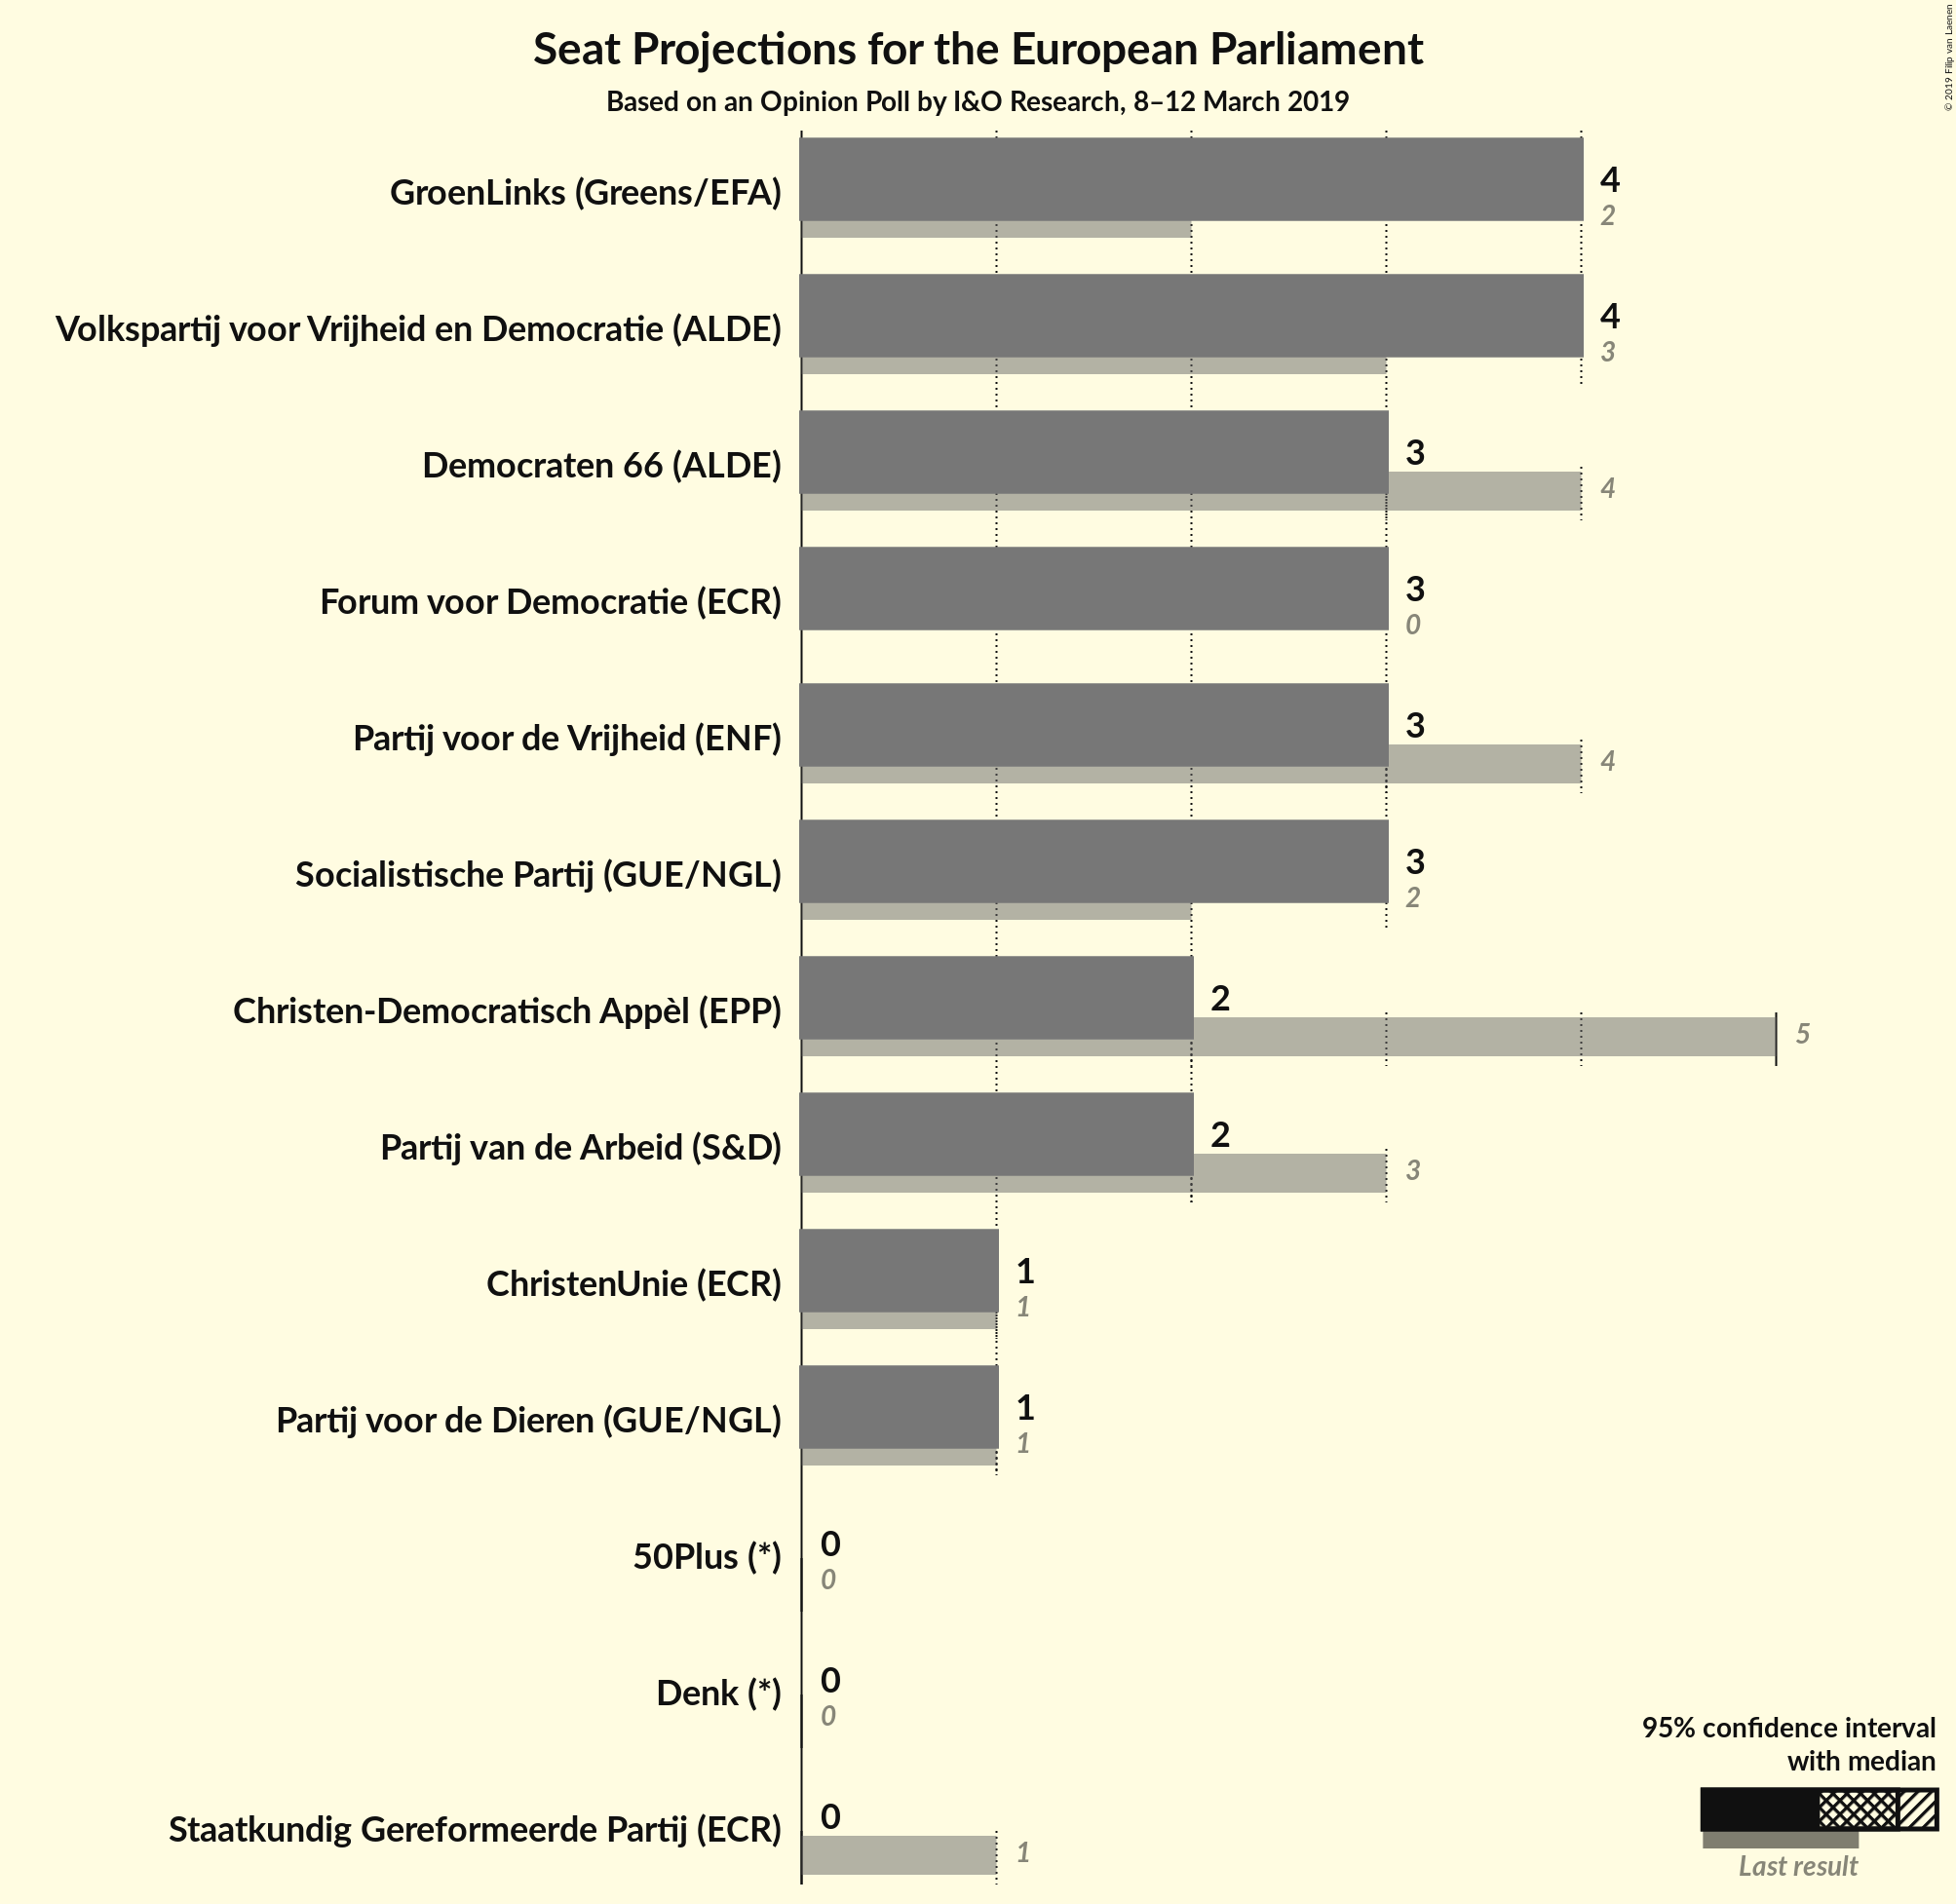 Seat Projections for the European Parliament
Based on an Opinion Poll by I&O Research, 8–12 March 2019
© 2019 Filip van Laenen
GroenLinks (Greens/EFA)
4
2
Volkspartij voor Vrijheid en Democratie (ALDE)
4
3
Democraten 66 (ALDE)
3
4
Forum voor Democratie (ECR)
3
0
Partij voor de Vrijheid (ENF)
3
4
Socialistische Partij (GUE/NGL)
3
2
Christen-Democratisch Appèl (EPP)
2
5
Partij van de Arbeid (S&D)
2
3
ChristenUnie (ECR)
1
1
Partij voor de Dieren (GUE/NGL)
1
1
50Plus (*)
0
0
Denk (*)
0
0
Staatkundig Gereformeerde Partij (ECR)
0
1
95% confidence interval
with median
Last result